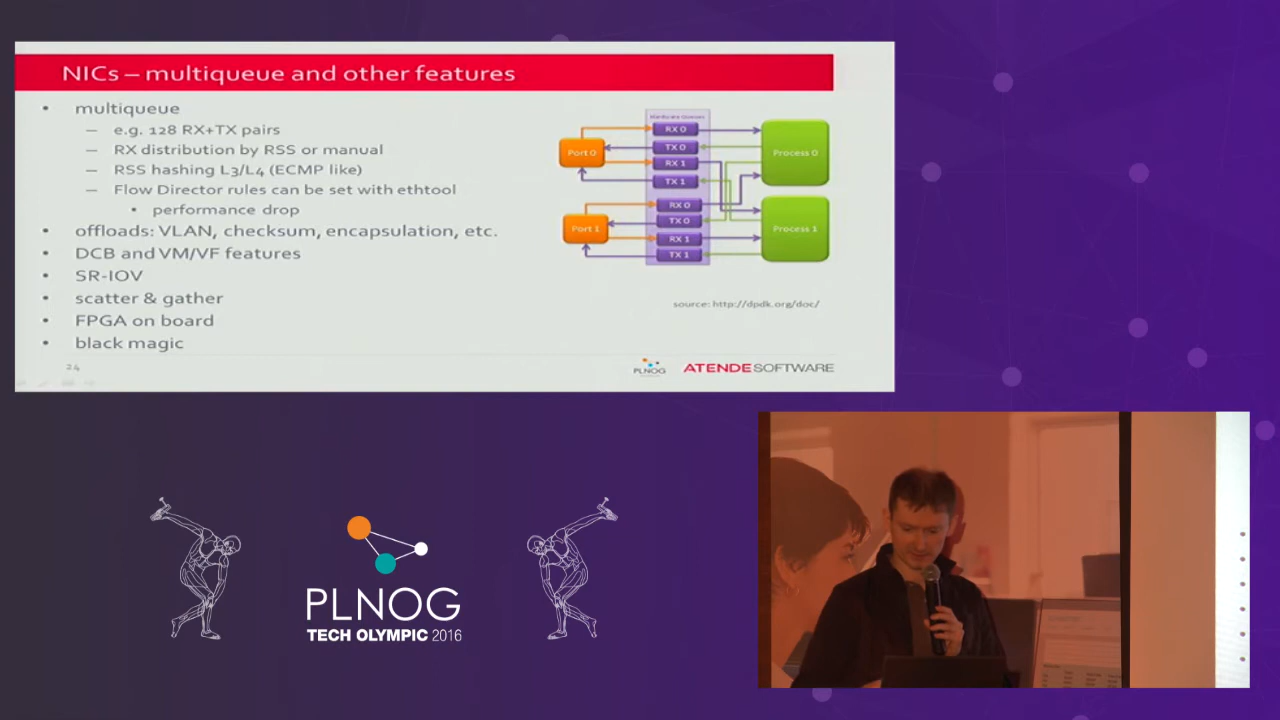 NICs – multiqueue and other features
• multiqueue
– e.g. 128 RX+TX pairs
– RX distribution by RSS or manual
– RSS hashing L3/L4 (ECMP like)
– Flow Director rules can be set with ethtool
• performance drop
• offloads: VLAN, checksum, encapsulation, etc.
• DCB and VM/VF features
• SR-IOV
• scatter & gather
• FPGA on board
• black magic
Hardware Queues
Port 0
RX 0
TX 0
RX 1
TX 1
Process 0
Port 1
RX 0
TX 0
RX 1
TX 1
Process 1
source: http://dpdk.org/doc/
24
PLNOG
ATENDE SOFTWARE
PLNOG
TECH OLYMPIC 2016